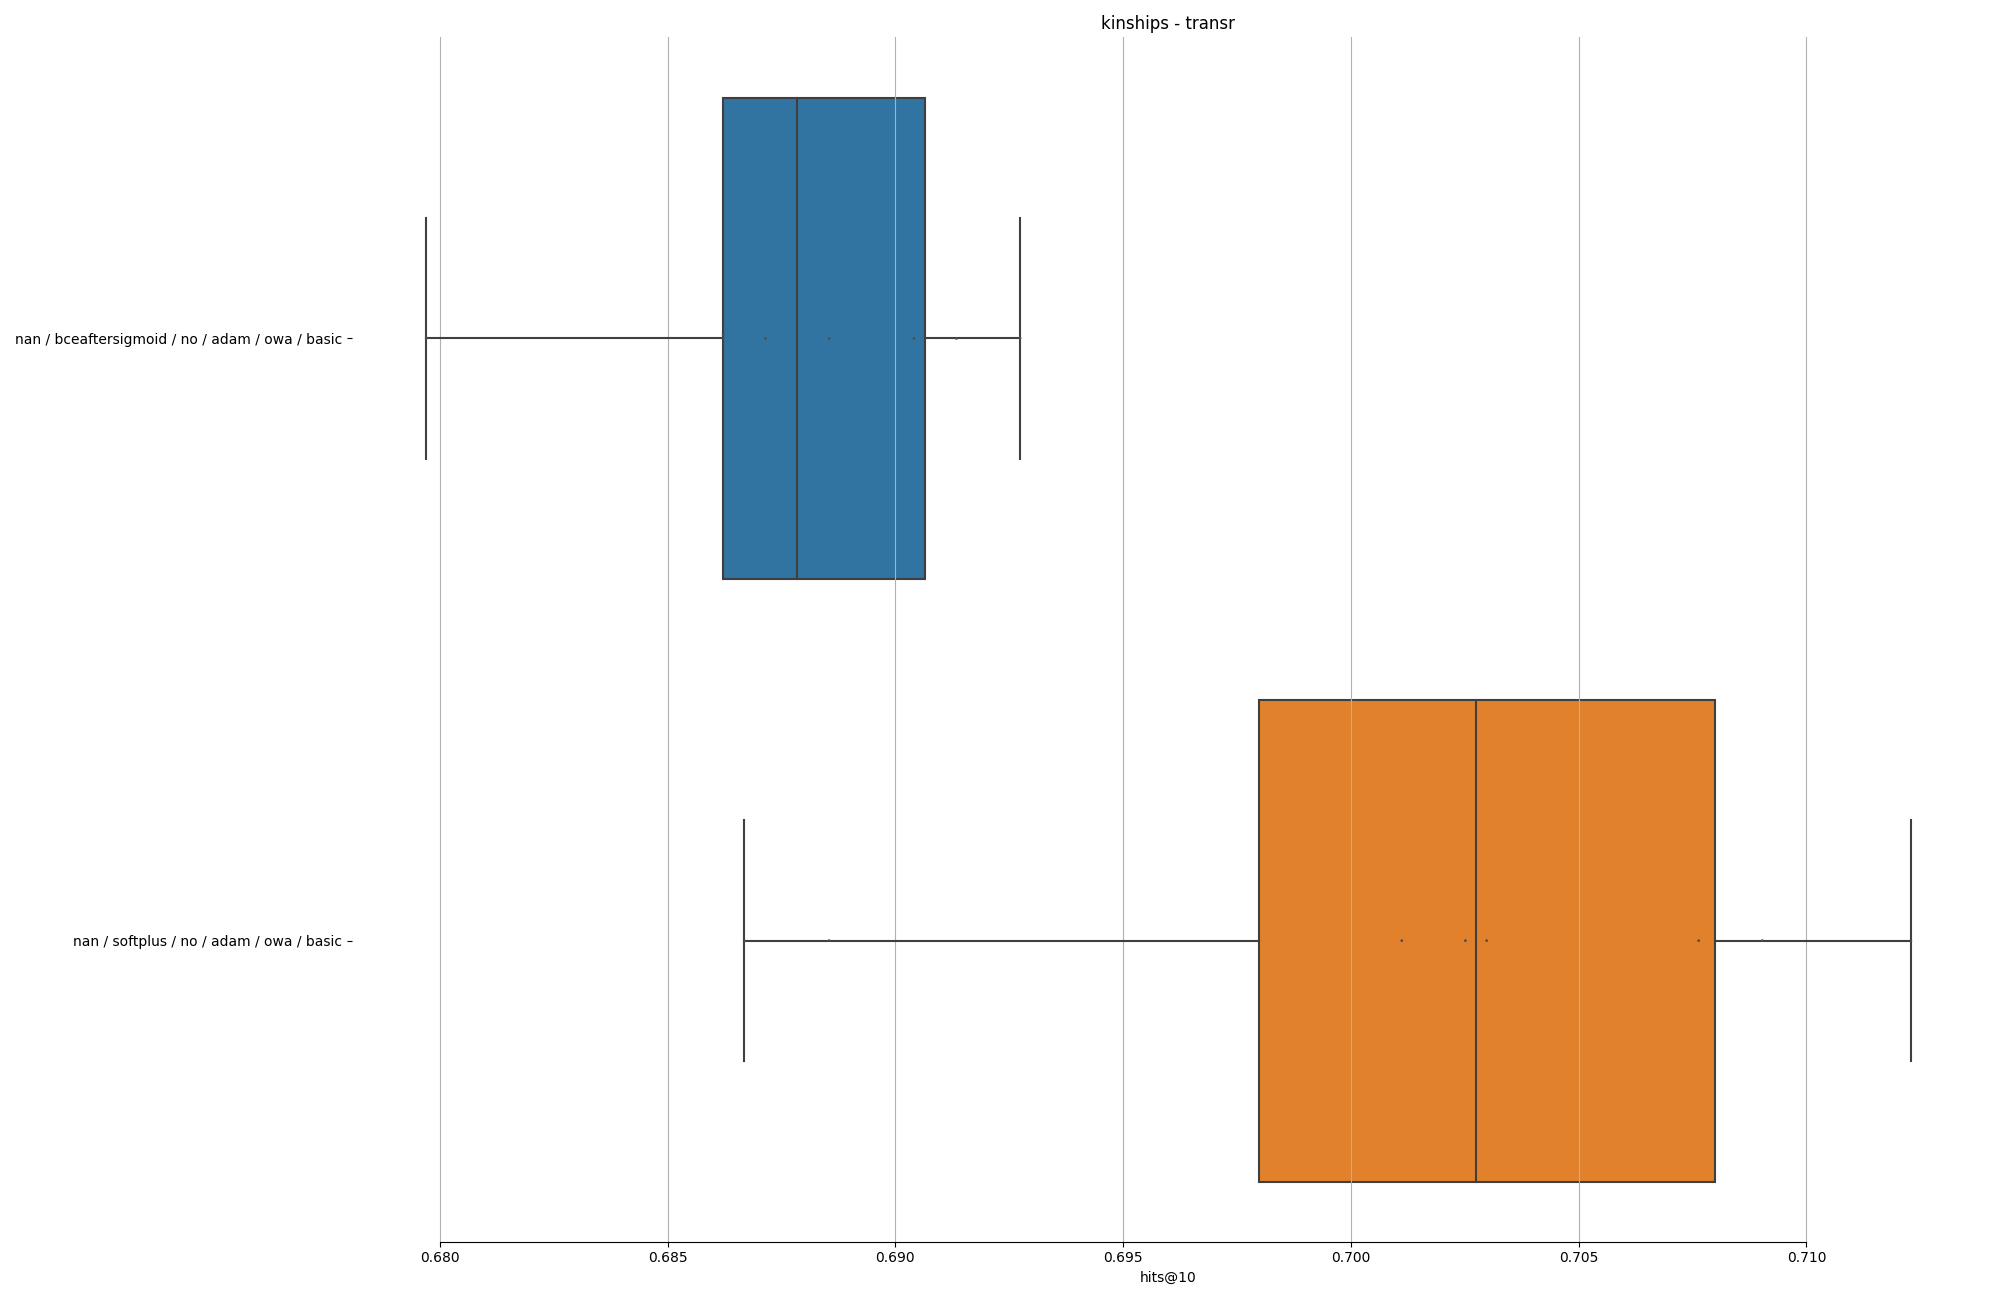 kinships - transr
nan / bceaftersigmoid / no / adam / owa / basic
nan / softplus / no / adam / owa / basic
0.680 0.685 0.690 0.695 0.700 0.705 0.710
hits@10